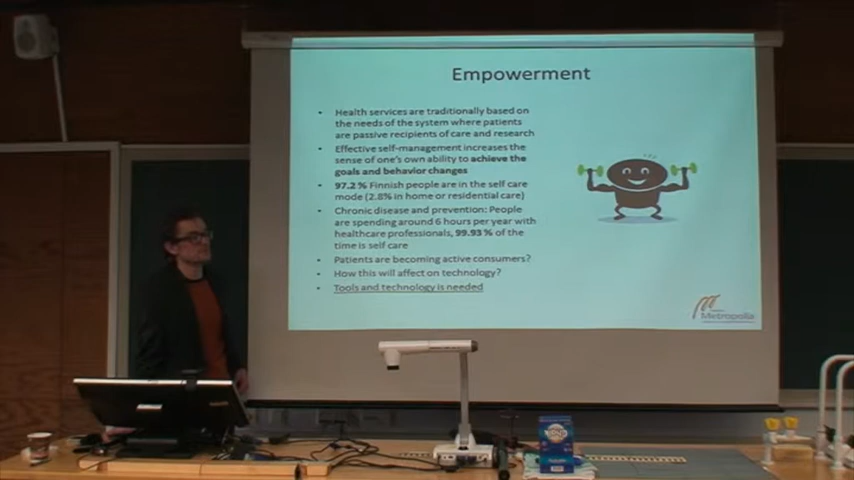 Empowerment
• Health services are traditionally based on
the needs of the system where patients
are passive recipients of care and research
• Effective self-management increases the
sense of one's own ability to achieve the
goals and behavior changes
• 97.2 % Finnish people are in the self care
mode (2.8% in home or residential care)
• Chronic disease and prevention: People
are spending around 6 hours per year with
healthcare professionals, 99.93 % of the
time is self care
• Patients are becoming active consumers?
• How this will affect on technology?
• Tools and technology is needed
Metropolia